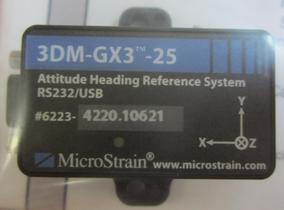 3DM-GX3™-25
Attitude Heading Reference System
RS232/USB
#6223- 4220.10621
Y
X Z
MicroStrain® www.microstrain.com